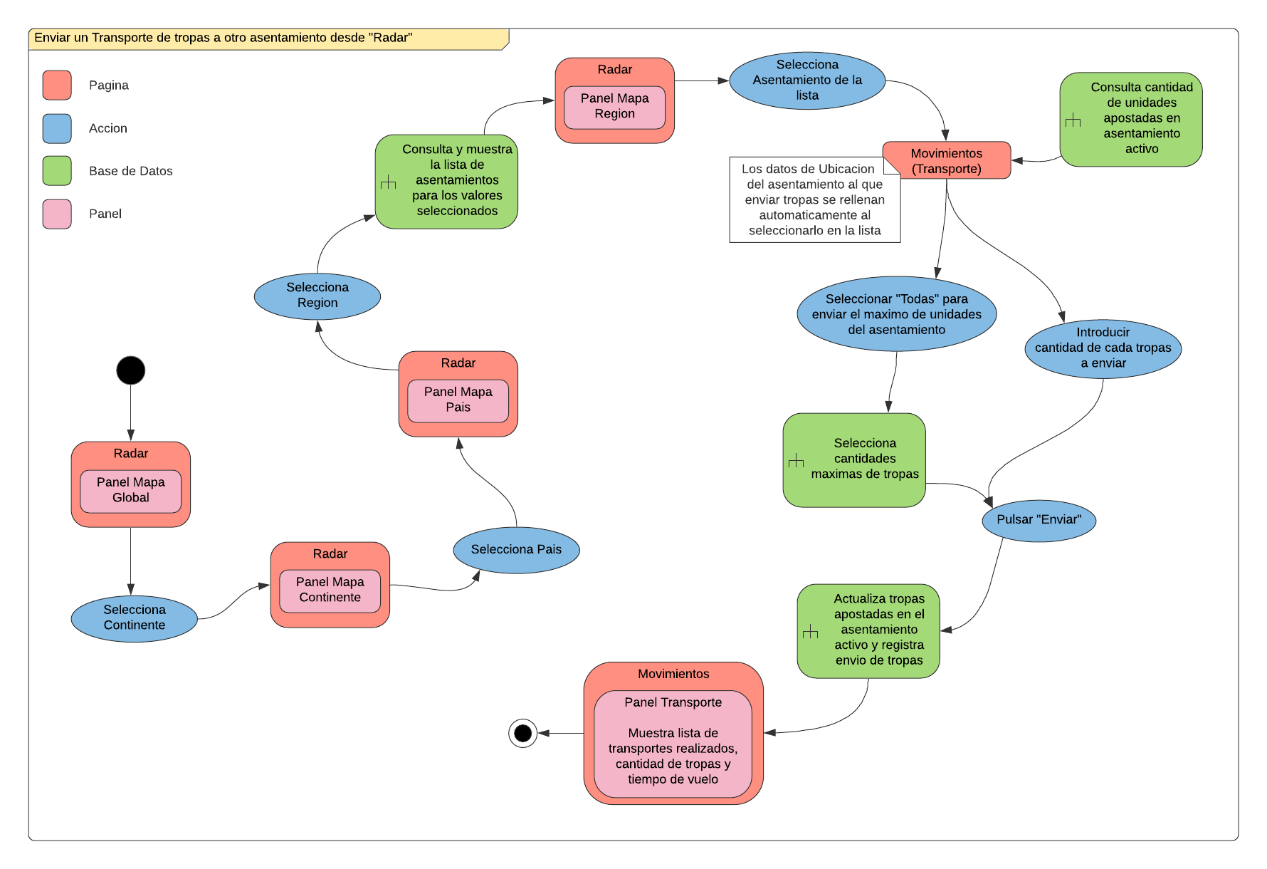 Enviar un Transporte de tropas a otro asentamiento desde "Radar"
Pagina
Accion
Base de Datos
Panel
Radar
Panel Mapa
Global
Selecciona
Continente
Radar
Panel Mapa
Continente
Selecciona Pais
Radar
Panel Mapa
Pais
Selecciona
Region
Consulta y muestra
la lista de
asentamientos
para los valores
seleccionados
Radar
Panel Mapa
Region
Selecciona
Asentamiento de la
lista
Movimientos
(Transporte)
Consulta cantidad
de unidades
apostadas en
asentamiento
activo
Los datos de Ubicacion
del asentamiento al que
enviar tropas se rellenan
automaticamente al
seleccionarlo en la lista
Seleccionar "Todas" para
enviar el maximo de unidades
del asentamiento
Introducir
cantidad de cada tropas
a enviar
Selecciona
cantidades
maximas de tropas
Pulsar "Enviar"
Actualiza tropas
apostadas en el
asentamiento
activo y registra
envio de tropas
Movimientos
Panel Transporte
Muestra lista de
transportes realizados,
cantidad de tropas y
tiempo de vuelo